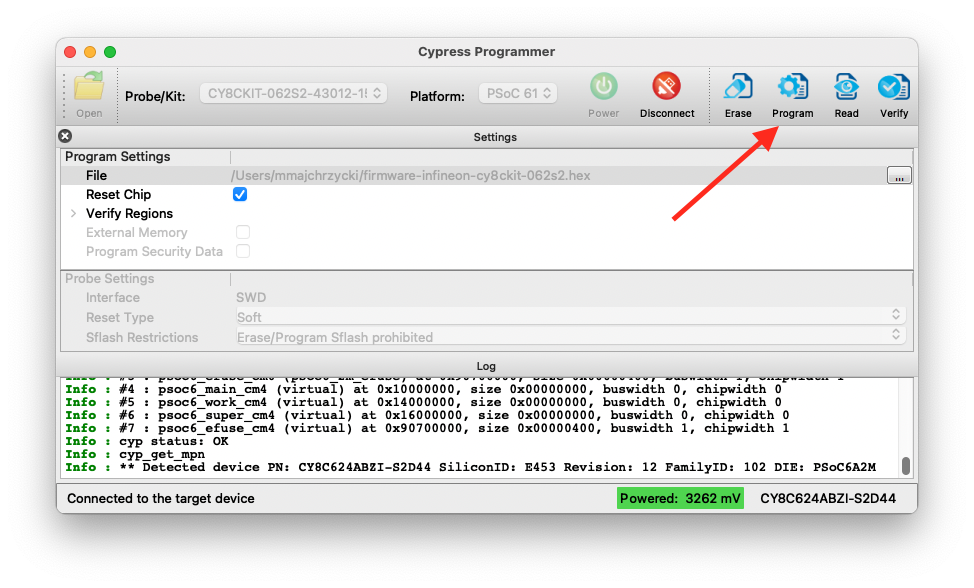 Cypress Programmer
Open
Probe/Kit:
CY8CKIT-062S2-43012-1
Platform:
PSoC 61
Power
Disconnect
Erase
Program
Read
Verify
Settings
Program Settings
File /Users/mmajchrzycki/firmware-infineon-cy8ckit-062s2.hex ...
Reset Chip
Verify Regions
External Memory
Program Security Data
Probe Settings
Interface SWD
Reset Type Soft
Sflash Restrictions Erase/Program Sflash prohibited
Log
Info : #4 : psoc6_main_cm4 (virtual) at 0x10000000, size 0x00000000, buswidth 0, chipwidth 0
Info : #5 : psoc6_work_cm4 (virtual) at 0x14000000, size 0x00000000, buswidth 0, chipwidth 0
Info : #6 : psoc6_super_cm4 (virtual) at 0x16000000, size 0x00000000, buswidth 0, chipwidth 0
Info : #7 : psoc6_efuse_cm4 (virtual) at 0x90700000, size 0x00000400, buswidth 1, chipwidth 1
Info : cyp status: OK
Info : cyp_get_mpn
Info : ** Detected device PN: CY8C624ABZI-S2D44 SiliconID: E453 Revision: 12 FamilyID: 102 DIE: PSoC6A2M
Connected to the target device
Powered: 3262 mV
CY8C624ABZI-S2D44